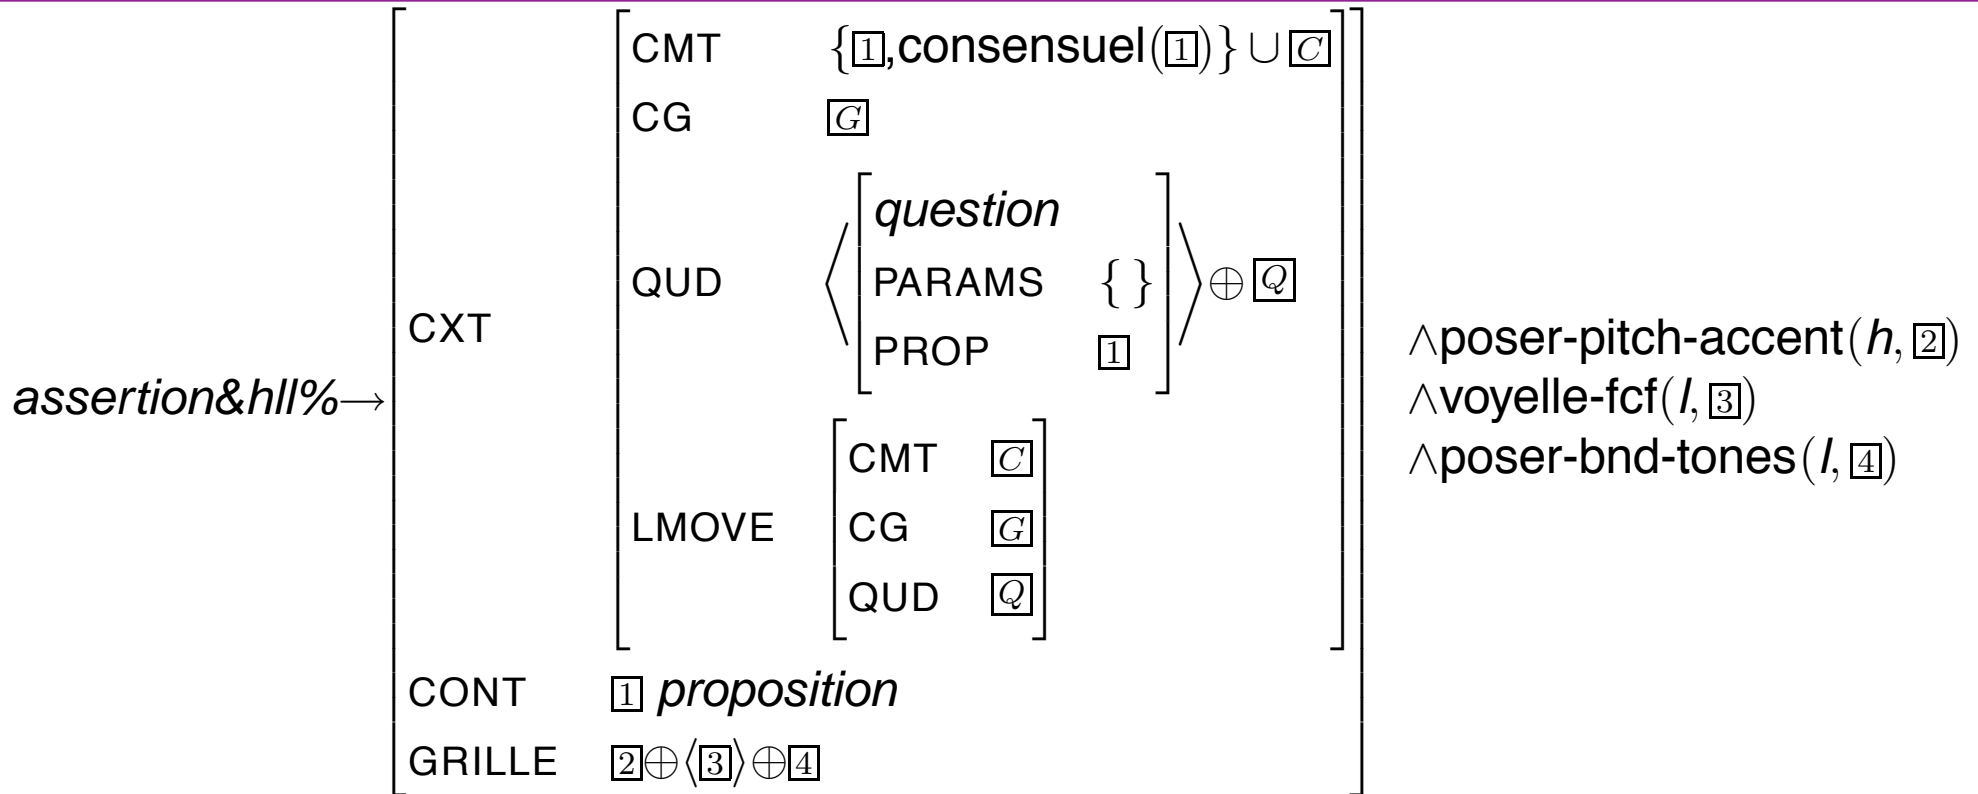 CMT {1,consensuel(1)} ∪ C
CG G
question
QUD ⟨ PARAMS { } ⟩ ⊕ Q
PROP 1
CXT
assertion&hll%→
CMT C
LMOVE CG G
QUD Q
CONT 1 proposition
GRILLE 2⊕⟨3⟩⊕4
∧poser-pitch-accent(h, 2)
∧voyelle-fcf(l, 3)
∧poser-bnd-tones(l, 4)